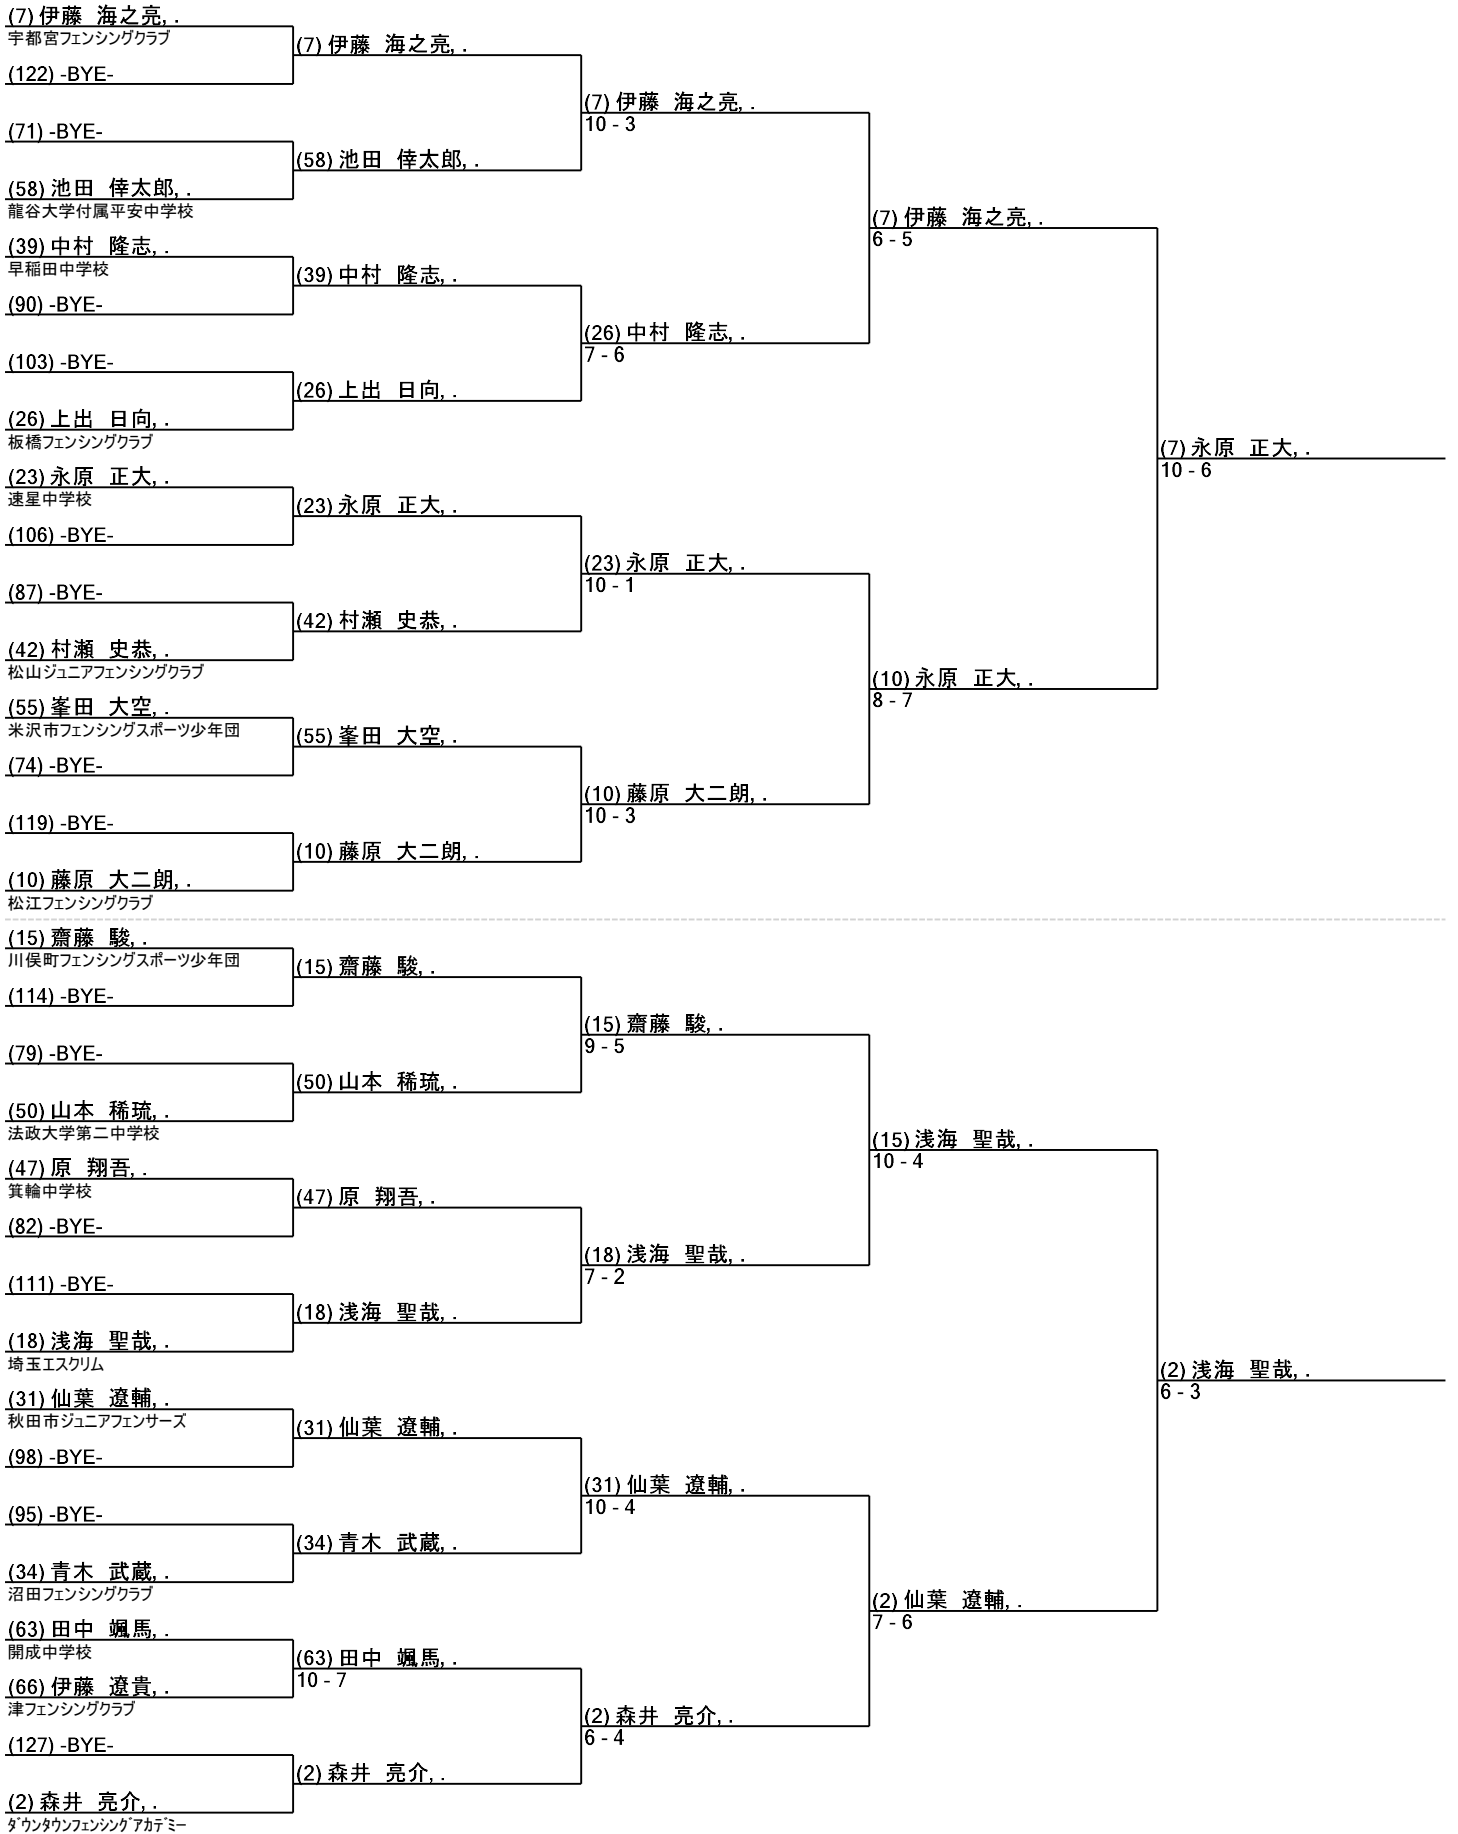 (7) 伊藤　海之亮, .
宇都宮フェンシングクラブ
(122) -BYE-
(71) -BYE-
(58) 池田　倖太郎, .
龍谷大学付属平安中学校
(39) 中村　隆志, .
早稲田中学校
(90) -BYE-
(103) -BYE-
(26) 上出　日向, .
板橋フェンシングクラブ
(23) 永原　正大, .
速星中学校
(106) -BYE-
(87) -BYE-
(42) 村瀬　史恭, .
松山ジュニアフェンシングクラブ
(55) 峯田　大空, .
米沢市フェンシングスポーツ少年団
(74) -BYE-
(119) -BYE-
(10) 藤原　大二朗, .
松江フェンシングクラブ
(15) 齋藤　駿, .
川俣町フェンシングスポーツ少年団
(114) -BYE-
(79) -BYE-
(50) 山本　稀琉, .
法政大学第二中学校
(47) 原　翔吾, .
箕輪中学校
(82) -BYE-
(111) -BYE-
(18) 浅海　聖哉, .
埼玉エスクリム
(31) 仙葉　遼輔, .
秋田市ジュニアフェンサーズ
(98) -BYE-
(95) -BYE-
(34) 青木　武蔵, .
沼田フェンシングクラブ
(63) 田中　颯馬, .
開成中学校
(66) 伊藤　遼貴, .
津フェンシングクラブ
(127) -BYE-
(2) 森井　亮介, .
ﾀﾞｳﾝﾀｳﾝﾌｪﾝｼﾝｸﾞｱｶﾃﾞﾐｰ
(7) 伊藤　海之亮, .
(58) 池田　倖太郎, .
(39) 中村　隆志, .
(26) 上出　日向, .
(23) 永原　正大, .
(42) 村瀬　史恭, .
(55) 峯田　大空, .
(10) 藤原　大二朗, .
(15) 齋藤　駿, .
(50) 山本　稀琉, .
(47) 原　翔吾, .
(18) 浅海　聖哉, .
(31) 仙葉　遼輔, .
(34) 青木　武蔵, .
(63) 田中　颯馬, .
10 - 7
(2) 森井　亮介, .
(7) 伊藤　海之亮, .
10 - 3
(26) 中村　隆志, .
7 - 6
(23) 永原　正大, .
10 - 1
(10) 藤原　大二朗, .
10 - 3
(15) 齋藤　駿, .
9 - 5
(18) 浅海　聖哉, .
7 - 2
(31) 仙葉　遼輔, .
10 - 4
(2) 森井　亮介, .
6 - 4
(7) 伊藤　海之亮, .
6 - 5
(10) 永原　正大, .
8 - 7
(15) 浅海　聖哉, .
10 - 4
(2) 仙葉　遼輔, .
7 - 6
(7) 永原　正大, .
10 - 6
(2) 浅海　聖哉, .
6 - 3